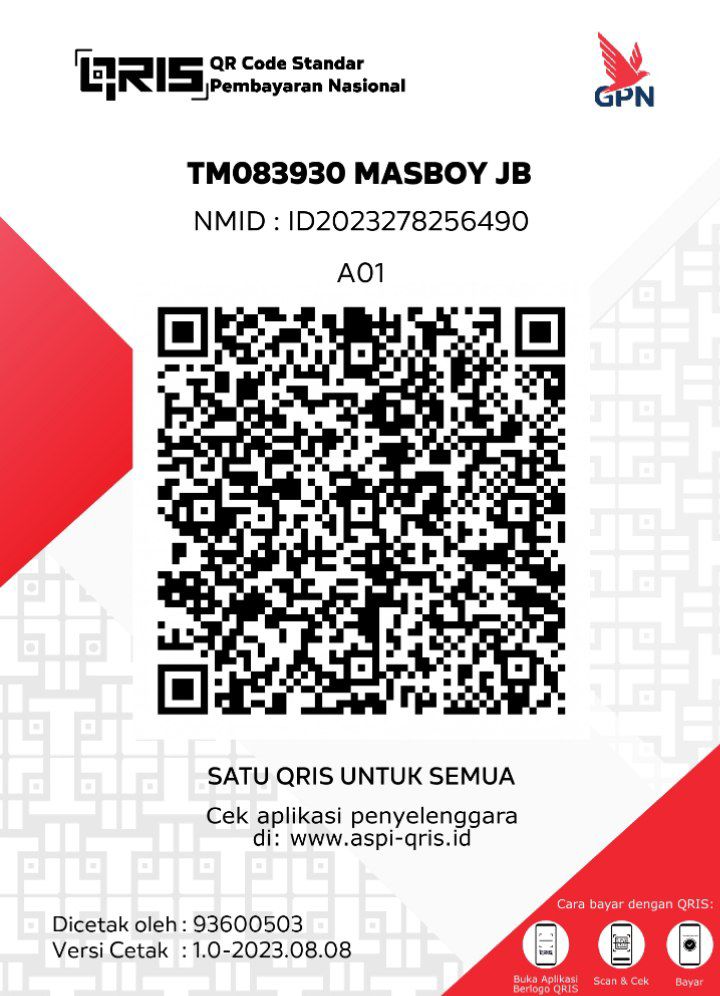 QRIS QR Code Standar
Pembayaran Nasional
GPN
TM083930 MASBOY JB
NMID : ID2023278256490
A01
SATU QRIS UNTUK SEMUA
Cek aplikasi penyelenggara
di: www.aspi-qris.id
Dicetak oleh : 93600503
Versi Cetak : 1.0-2023.08.08
Cara bayar dengan QRIS:
Buka Aplikasi
Berlogo QRIS
Scan & Cek
Bayar